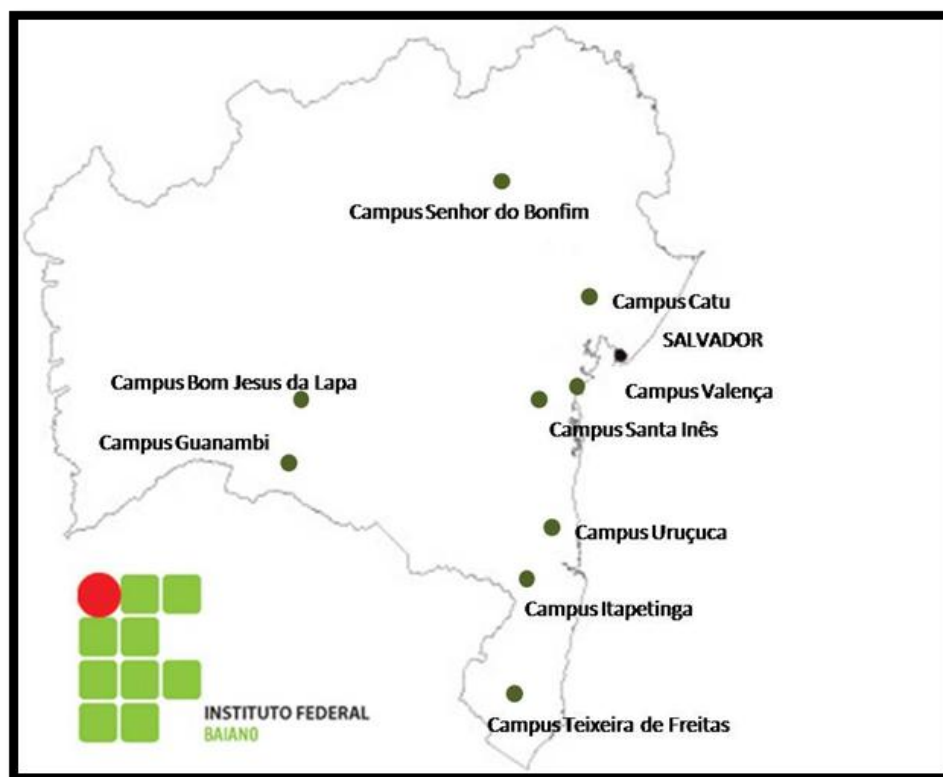 Campus Senhor do Bonfim
Campus Catu
SALVADOR
Campus Bom Jesus da Lapa
Campus Valença
Campus Santa Inês
Campus Guanambi
Campus Uruçuca
Campus Itapetinga
INSTITUTO FEDERAL
BAIANO
Campus Teixeira de Freitas